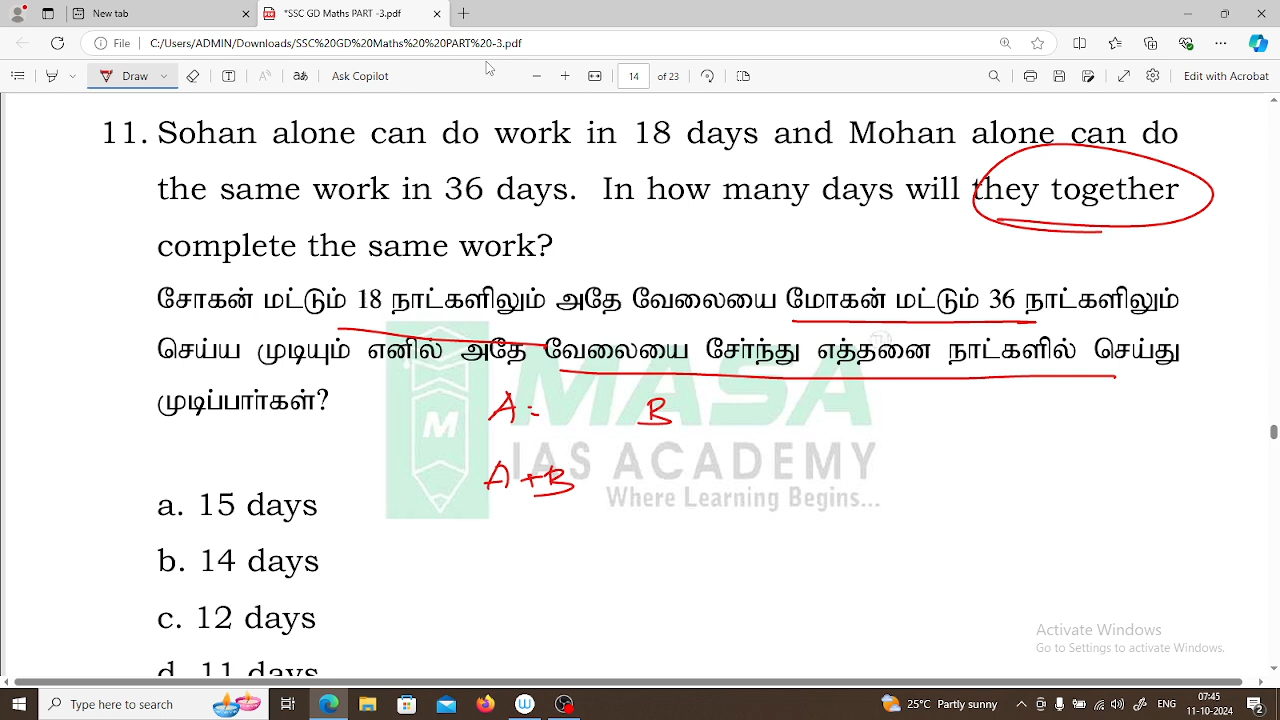 New tab
*SSC GD Maths PART -3.pdf
File
C:/Users/ADMIN/Downloads/SSC%20GD%20Maths%20%20PART%20-3.pdf
Draw
Ask Copilot
14 of 23
Edit with Acrobat
11. Sohan alone can do work in 18 days and Mohan alone can do
the same work in 36 days. In how many days will they together
complete the same work?
சோகன் மட்டும் 18 நாட்களிலும் அதே வேலையை மோகன் மட்டும் 36 நாட்களிலும்
செய்ய முடியும் எனில் அதே வேலையை சேர்ந்து எத்தனை நாட்களில் செய்து
முடிப்பார்கள்?
MASA
A = B
IAS ACADEMY
A + B
Where Learning Begins...
a. 15 days
b. 14 days
c. 12 days
d. 11 days
Activate Windows
Go to Settings to activate Windows.
Type here to search
25°C Partly sunny
ENG
07:45
11-10-2024